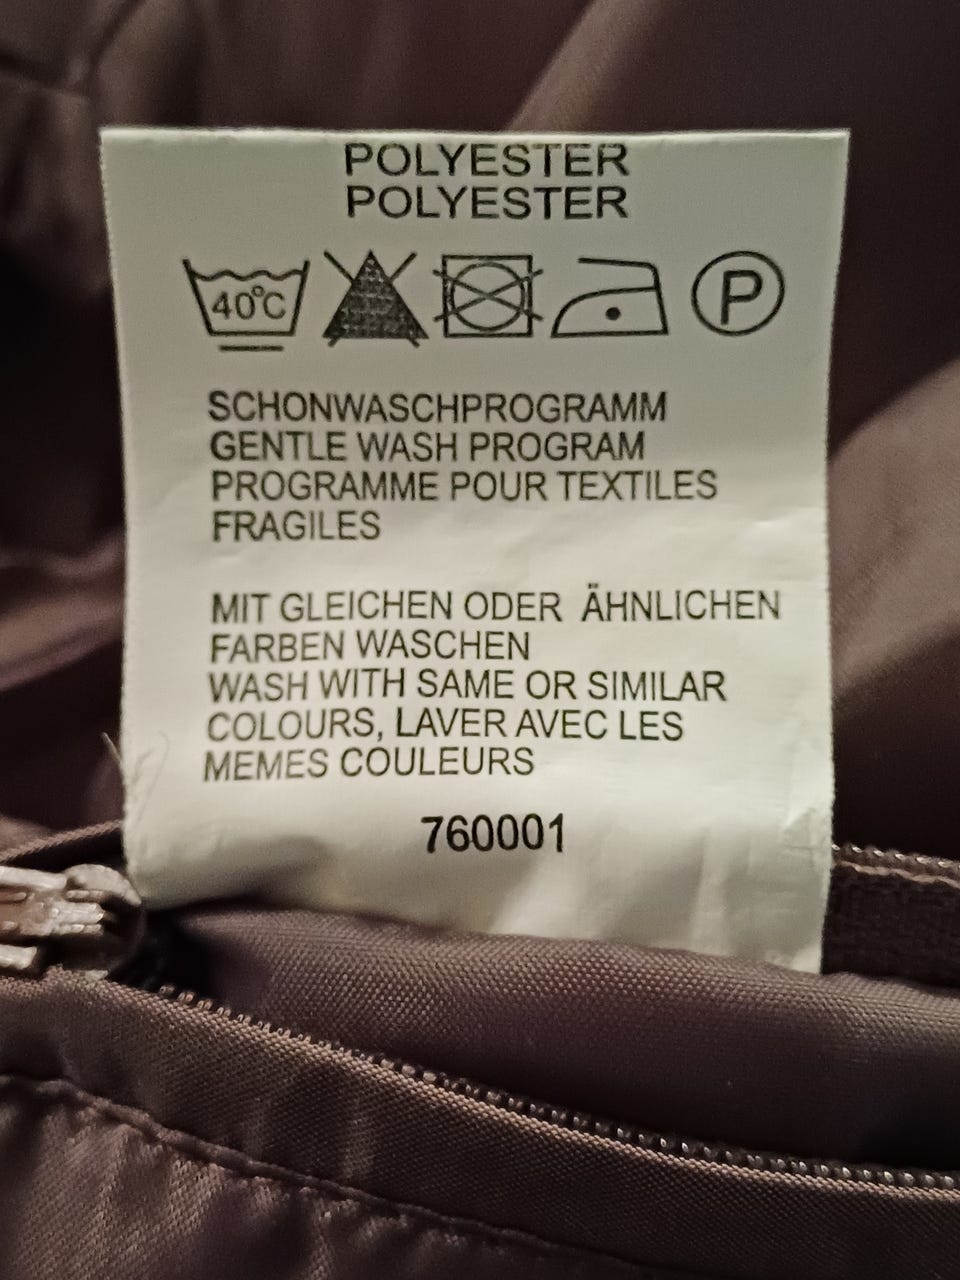 POLYESTER
POLYESTER
40°C P
SCHONWASCHPROGRAMM
GENTLE WASH PROGRAM
PROGRAMME POUR TEXTILES
FRAGILES
MIT GLEICHEN ODER ÄHNLICHEN
FARBEN WASCHEN
WASH WITH SAME OR SIMILAR
COLOURS, LAVER AVEC LES
MEMES COULEURS
760001